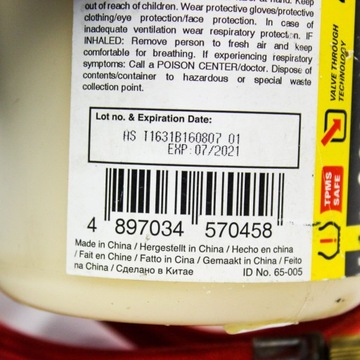 out of reach of children. Wear protective gloves/protective
clothing/eye protection/face protection. In case of
inadequate ventilation wear respiratory protection. IF
INHALED: Remove person to fresh air and keep
comfortable for breathing. If experiencing respiratory
symptoms: Call a POISON CENTER/doctor. Dispose of
contents/container to hazardous or special waste
collection point.
Lot no. & Expiration Date:
AS T1631B160807 01
EXP:07/2021
4 897034 570458
Made in China / Hergestellt in China / Hecho en china
/ Fait en Chine / Fatto in Cina / Gemaakt in China / Feito
na China / Сделано в Китае
ID No. 65-005
VALVE THROUGH
TECHNOLOGY
TPMS
SAFE